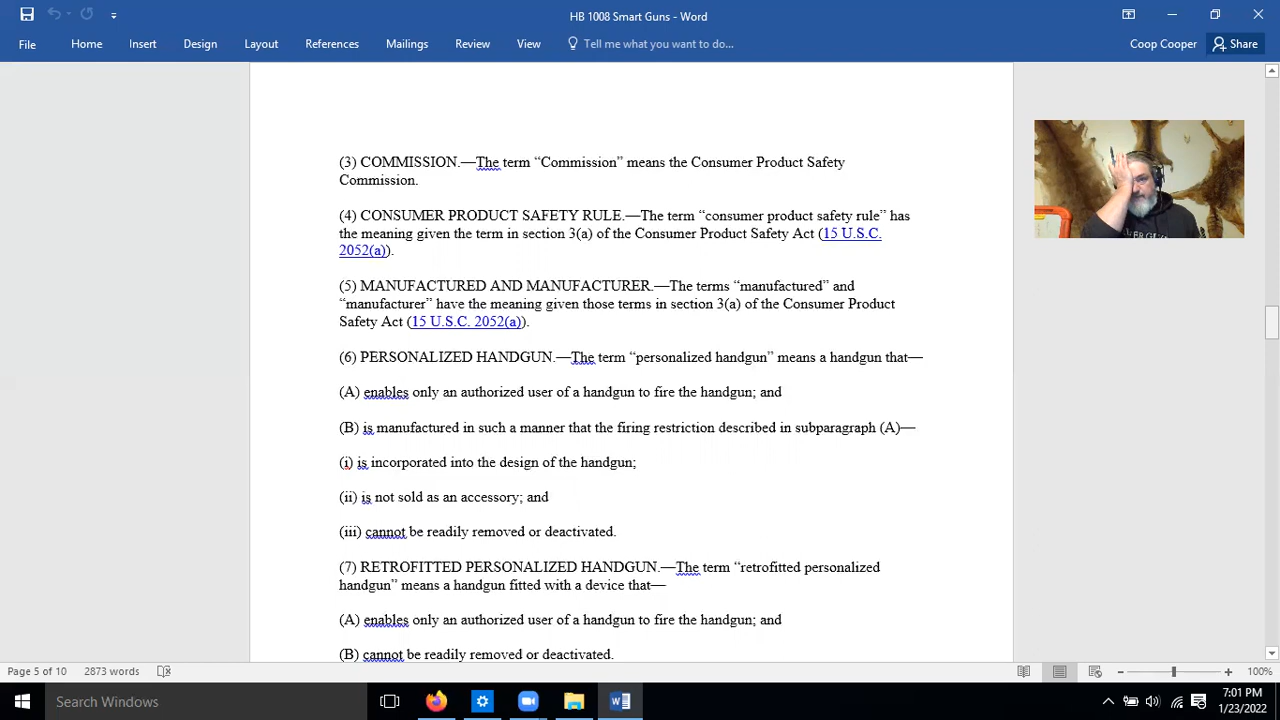 HB 1008 Smart Guns - Word
File Home Insert Design Layout References Mailings Review View Tell me what you want to do... Coop Cooper Share
(3) COMMISSION.—The term “Commission” means the Consumer Product Safety
Commission.
(4) CONSUMER PRODUCT SAFETY RULE.—The term “consumer product safety rule” has
the meaning given the term in section 3(a) of the Consumer Product Safety Act (15 U.S.C.
2052(a)).
(5) MANUFACTURED AND MANUFACTURER.—The terms “manufactured” and
“manufacturer” have the meaning given those terms in section 3(a) of the Consumer Product
Safety Act (15 U.S.C. 2052(a)).
(6) PERSONALIZED HANDGUN.—The term “personalized handgun” means a handgun that—
(A) enables only an authorized user of a handgun to fire the handgun; and
(B) is manufactured in such a manner that the firing restriction described in subparagraph (A)—
(i) is incorporated into the design of the handgun;
(ii) is not sold as an accessory; and
(iii) cannot be readily removed or deactivated.
(7) RETROFITTED PERSONALIZED HANDGUN.—The term “retrofitted personalized
handgun” means a handgun fitted with a device that—
(A) enables only an authorized user of a handgun to fire the handgun; and
(B) cannot be readily removed or deactivated.
Page 5 of 10 2873 words 100%
Search Windows 7:01 PM
1/23/2022